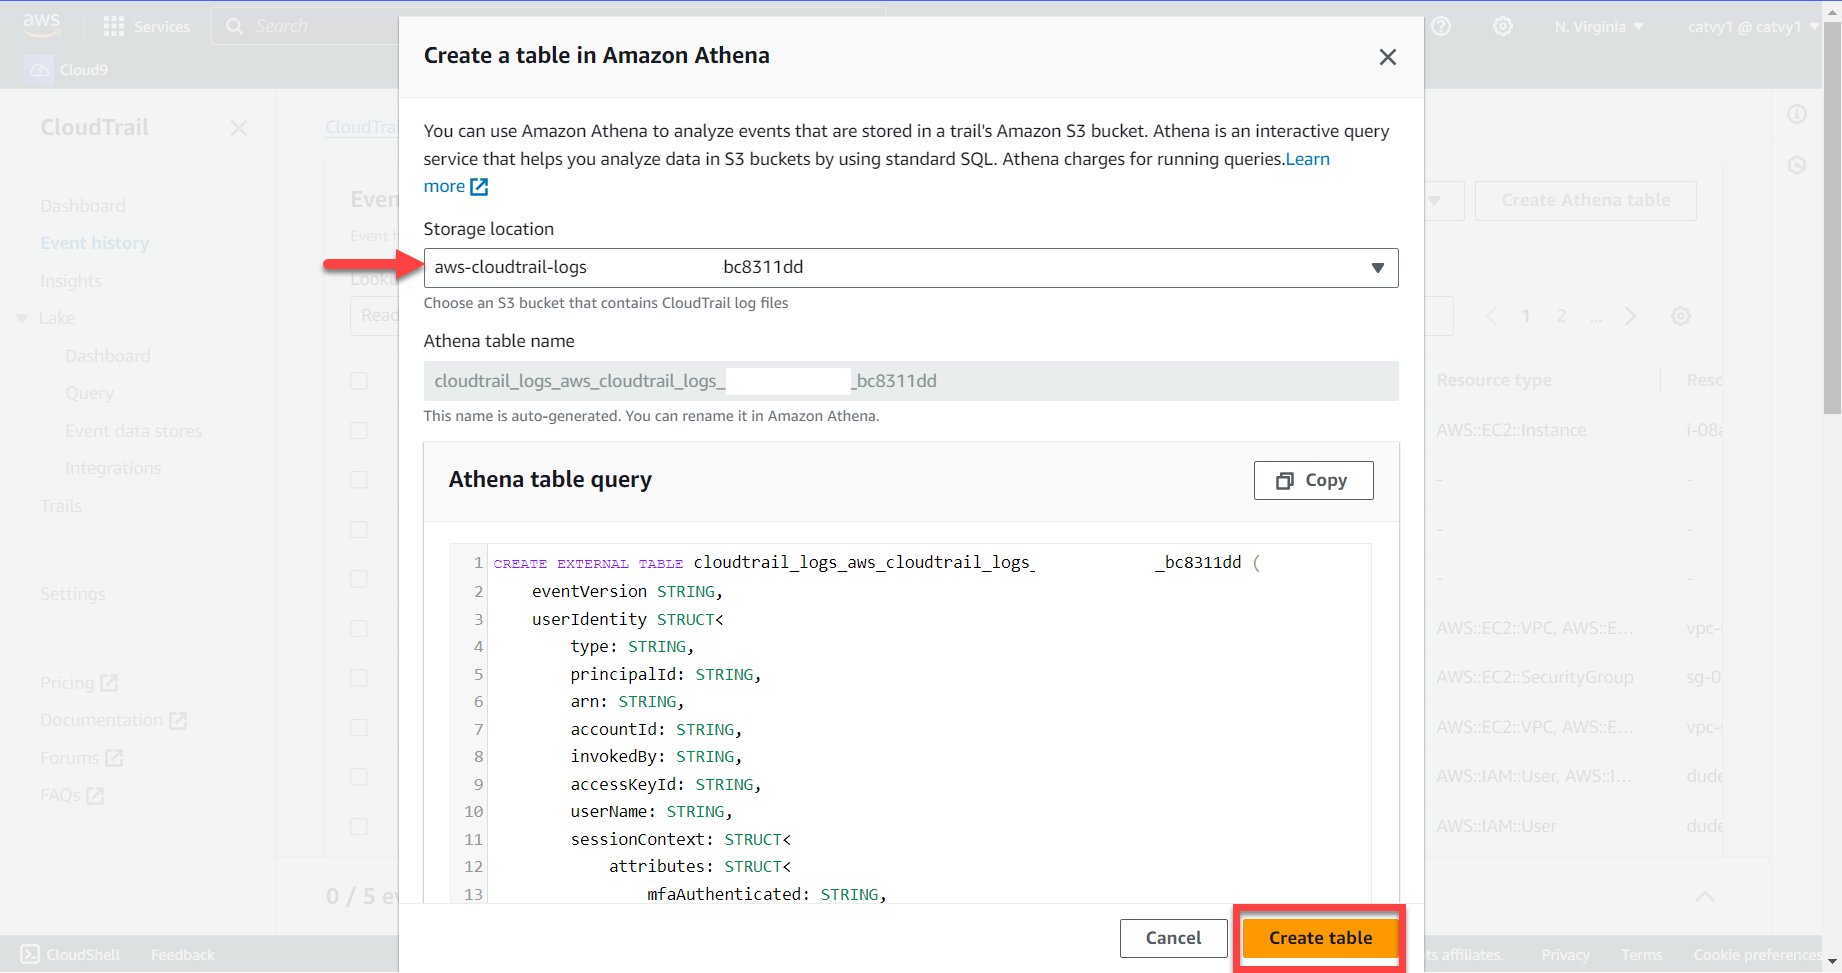 aws
Services
Search
N. Virginia
catvy1 @ catvy1
Cloud9
CloudTrail
Dashboard
Event history
Insights
Lake
Dashboard
Query
Event data stores
Integrations
Trails
Settings
Pricing
Documentation
Forums
FAQs
CloudTrai
Even
Event h
Looku
Read
0 / 5 ev
Create a table in Amazon Athena
You can use Amazon Athena to analyze events that are stored in a trail's Amazon S3 bucket. Athena is an interactive query
service that helps you analyze data in S3 buckets by using standard SQL. Athena charges for running queries.Learn
more
Storage location
aws-cloudtrail-logs bc8311dd
Choose an S3 bucket that contains CloudTrail log files
Athena table name
cloudtrail_logs_aws_cloudtrail_logs_ _bc8311dd
This name is auto-generated. You can rename it in Amazon Athena.
Athena table query
Copy
1 CREATE EXTERNAL TABLE cloudtrail_logs_aws_cloudtrail_logs_ _bc8311dd (
2 eventVersion STRING,
3 userIdentity STRUCT<
4 type: STRING,
5 principalId: STRING,
6 arn: STRING,
7 accountId: STRING,
8 invokedBy: STRING,
9 accessKeyId: STRING,
10 userName: STRING,
11 sessionContext: STRUCT<
12 attributes: STRUCT<
13 mfaAuthenticated: STRING,
Cancel
Create table
Create Athena table
1 2 ...
Resource type Reso
AWS::EC2::Instance i-08a
- -
- -
- -
AWS::EC2::VPC, AWS::E... vpc-
AWS::EC2::SecurityGroup sg-0
AWS::EC2::VPC, AWS::E... vpc-
AWS::IAM::User, AWS::I... dude
AWS::IAM::User dude
CloudShell
Feedback
ts affiliates.
Privacy
Terms
Cookie preferences